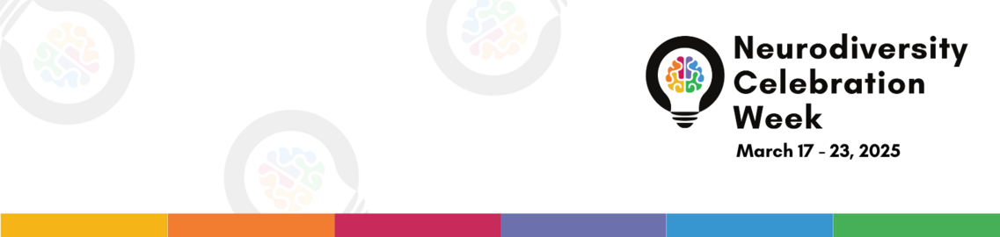 Neurodiversity
Celebration
Week
March 17 - 23, 2025